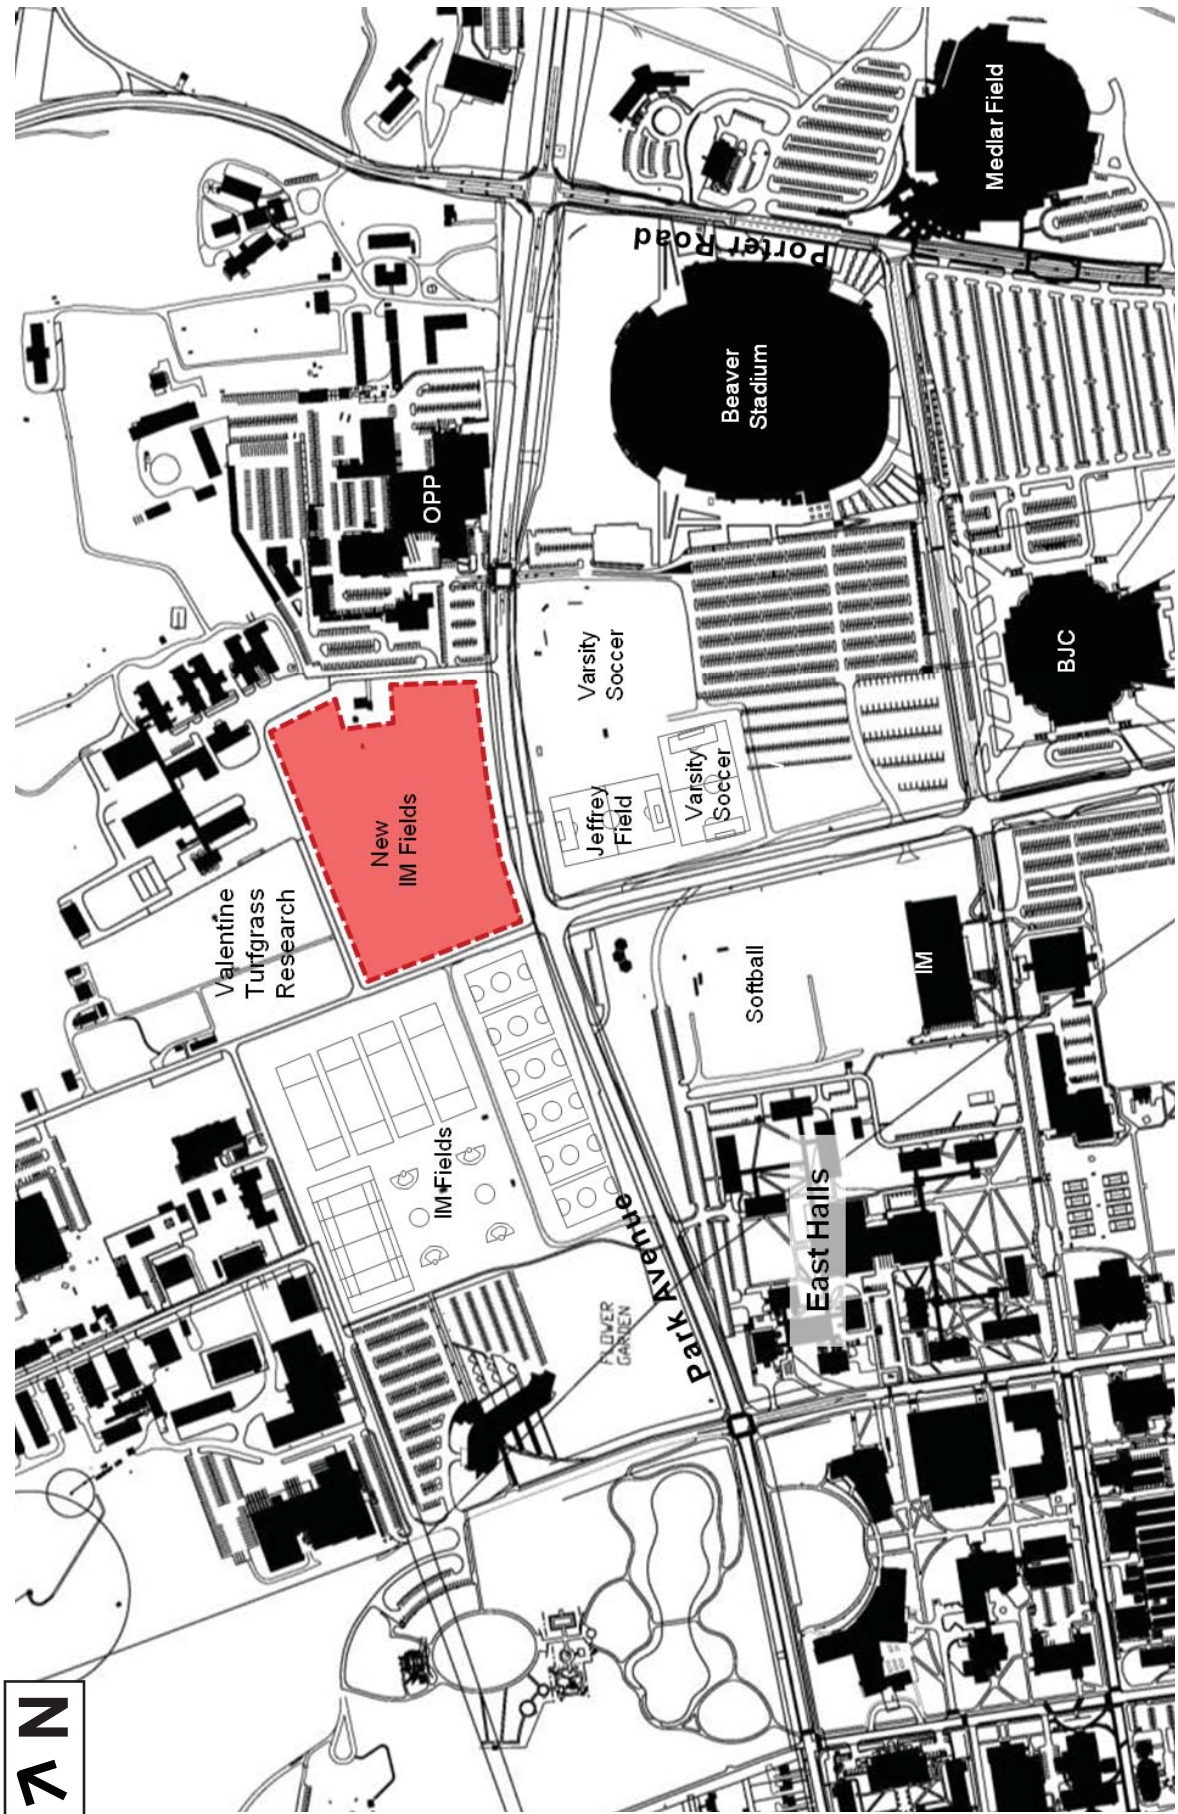 Medlar Field
Porter Road
Beaver
Stadium
OPP
BJC
Varsity
Soccer
Varsity
Soccer
Jeffrey
Field
New
IM Fields
Valentine
Turfgrass
Research
Softball
IM
IM Fields
East Halls
Park Avenue
FLOWER
GARDEN
N